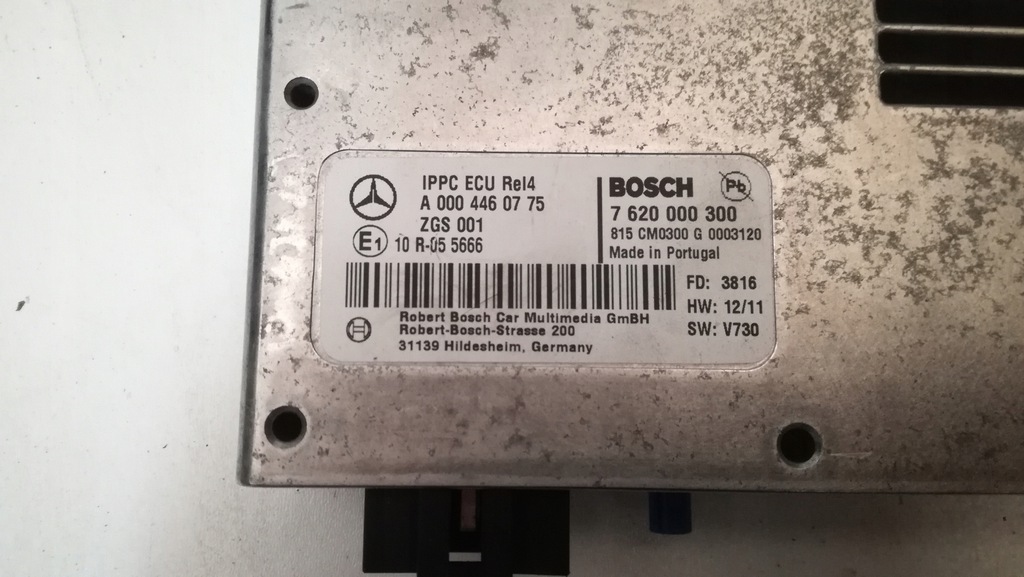 IPPC ECU Rel4
A 000 446 07 75
ZGS 001
E1 10 R-05 5666
BOSCH Pb
7 620 000 300
815 CM0300 G 0003120
Made in Portugal
FD: 3816
HW: 12/11
SW: V730
Robert Bosch Car Multimedia GmBH
Robert-Bosch-Strasse 200
31139 Hildesheim, Germany